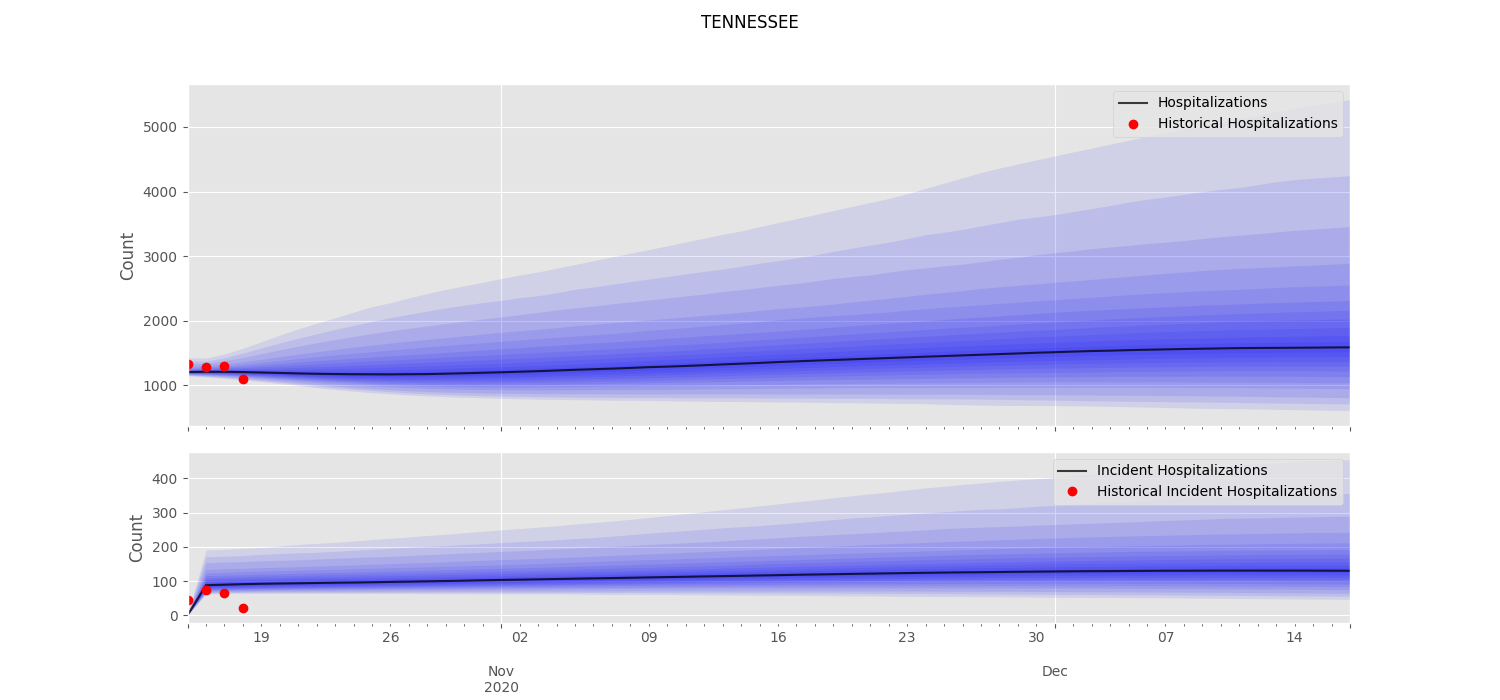 TENNESSEE
Hospitalizations
Historical Hospitalizations
5000
4000
3000
2000
1000
Count
Incident Hospitalizations
Historical Incident Hospitalizations
400
300
200
100
0
Count
19 26 02 09 16 23 30 07 14
Nov Dec
2020